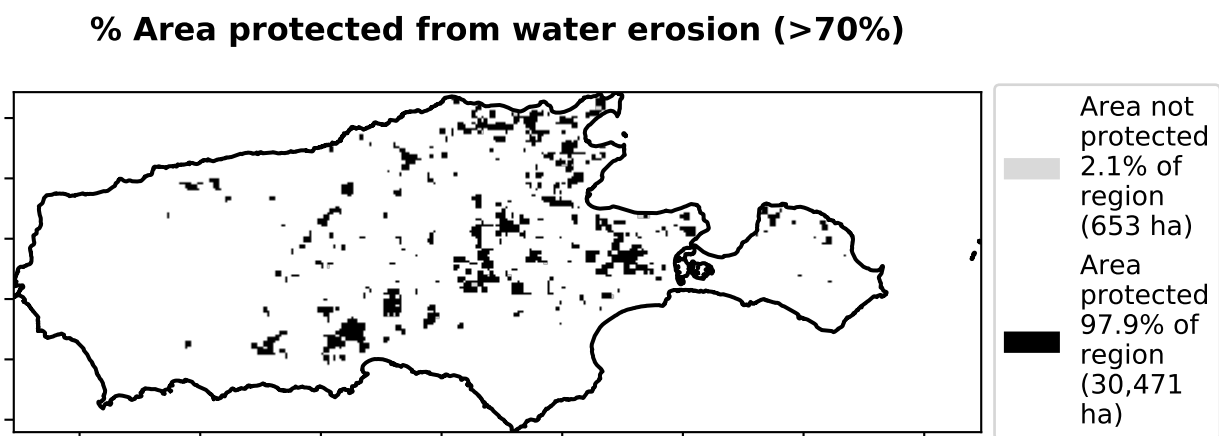 % Area protected from water erosion (>70%)
Area not
protected
2.1% of
region
(653 ha)
Area
protected
97.9% of
region
(30,471
ha)